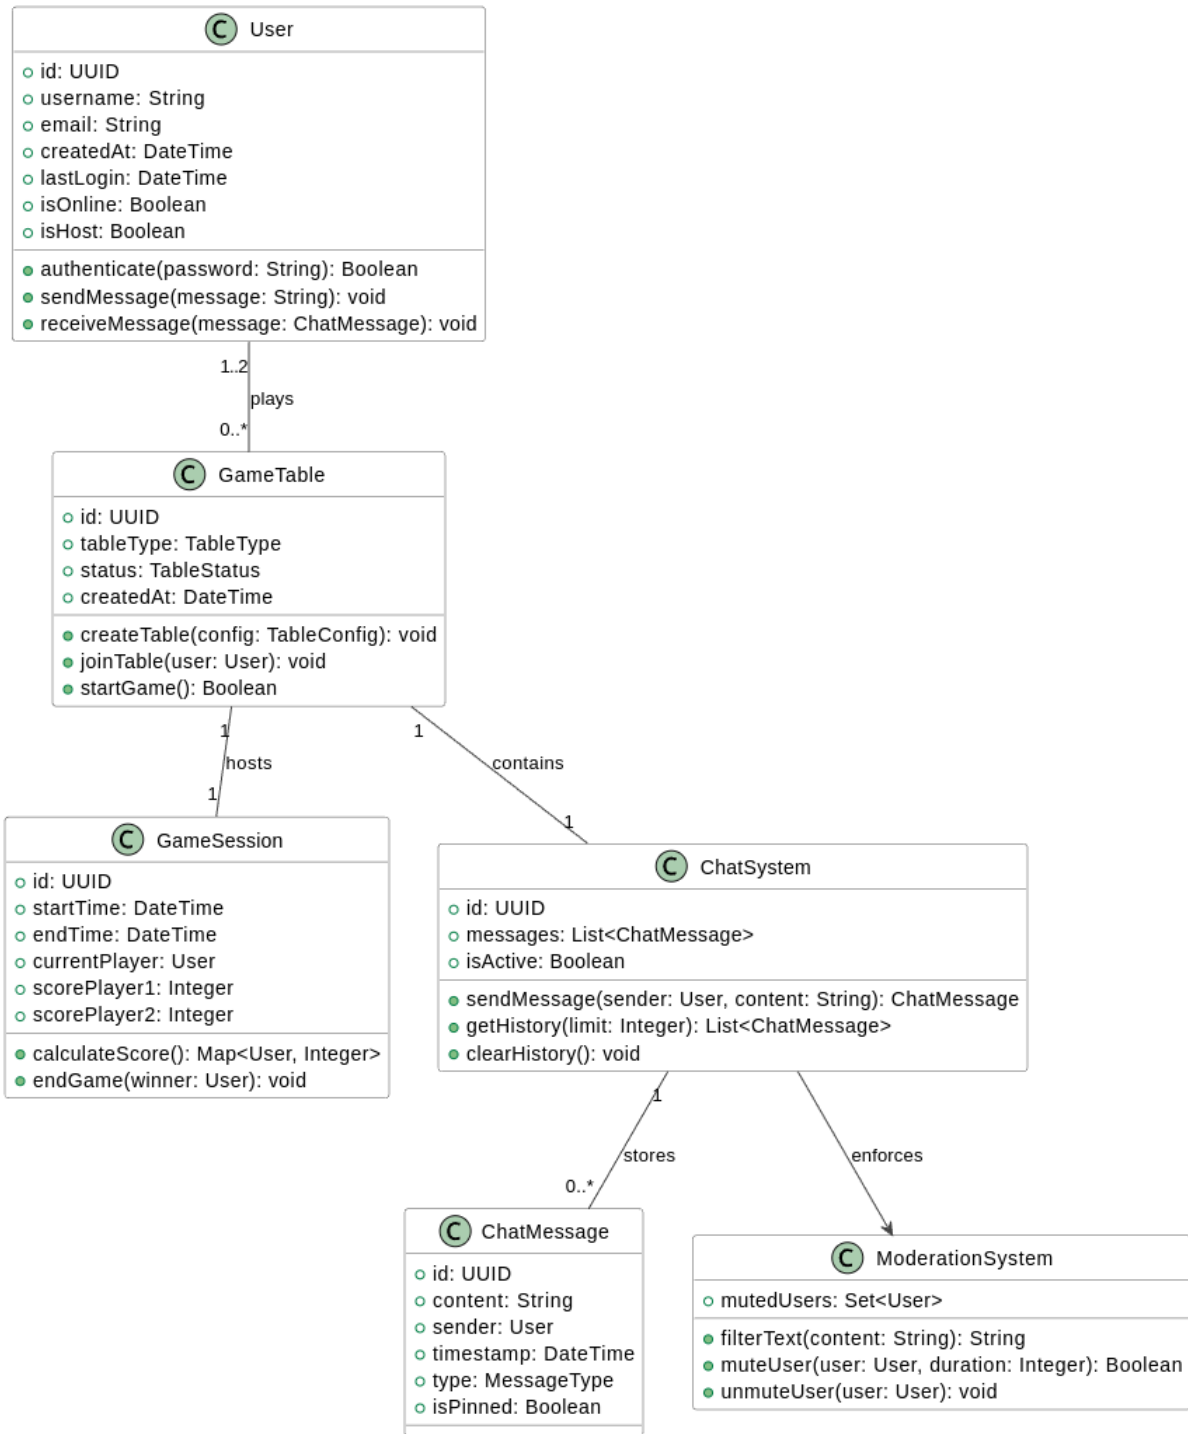 C User
id: UUID
username: String
email: String
createdAt: DateTime
lastLogin: DateTime
isOnline: Boolean
isHost: Boolean
authenticate(password: String): Boolean
sendMessage(message: String): void
receiveMessage(message: ChatMessage): void
1..2
plays
0..*
C GameTable
id: UUID
tableType: TableType
status: TableStatus
createdAt: DateTime
createTable(config: TableConfig): void
joinTable(user: User): void
startGame(): Boolean
1
hosts
1
1
contains
1
C GameSession
id: UUID
startTime: DateTime
endTime: DateTime
currentPlayer: User
scorePlayer1: Integer
scorePlayer2: Integer
calculateScore(): Map<User, Integer>
endGame(winner: User): void
C ChatSystem
id: UUID
messages: List<ChatMessage>
isActive: Boolean
sendMessage(sender: User, content: String): ChatMessage
getHistory(limit: Integer): List<ChatMessage>
clearHistory(): void
1
stores
0..*
enforces
C ChatMessage
id: UUID
content: String
sender: User
timestamp: DateTime
type: MessageType
isPinned: Boolean
C ModerationSystem
mutedUsers: Set<User>
filterText(content: String): String
muteUser(user: User, duration: Integer): Boolean
unmuteUser(user: User): void